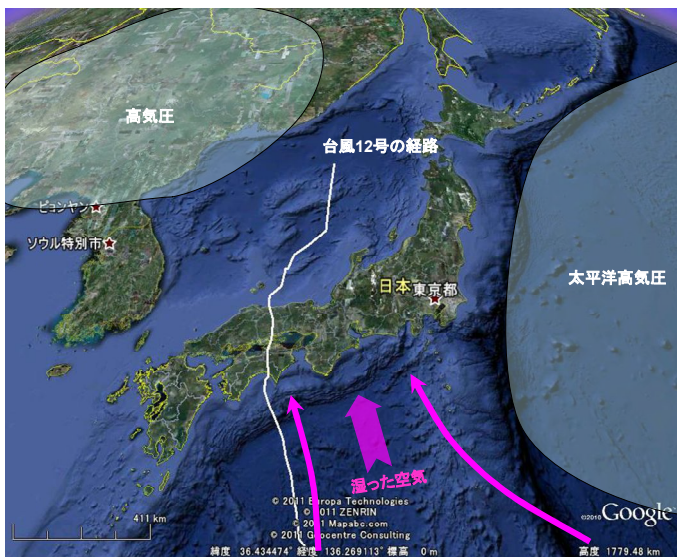 高気圧
台風12号の経路
ピョンヤン
ソウル特別市
太平洋高気圧
日本 東京都
湿った空気
© 2011 Europa Technologies
© 2011 ZENRIN
© 2011 Mapabc.com
© 2011 Geocentre Consulting
©2010 Google
411 km
緯度 36.434474° 経度 136.269113° 標高 0 m
高度 1779.48 km